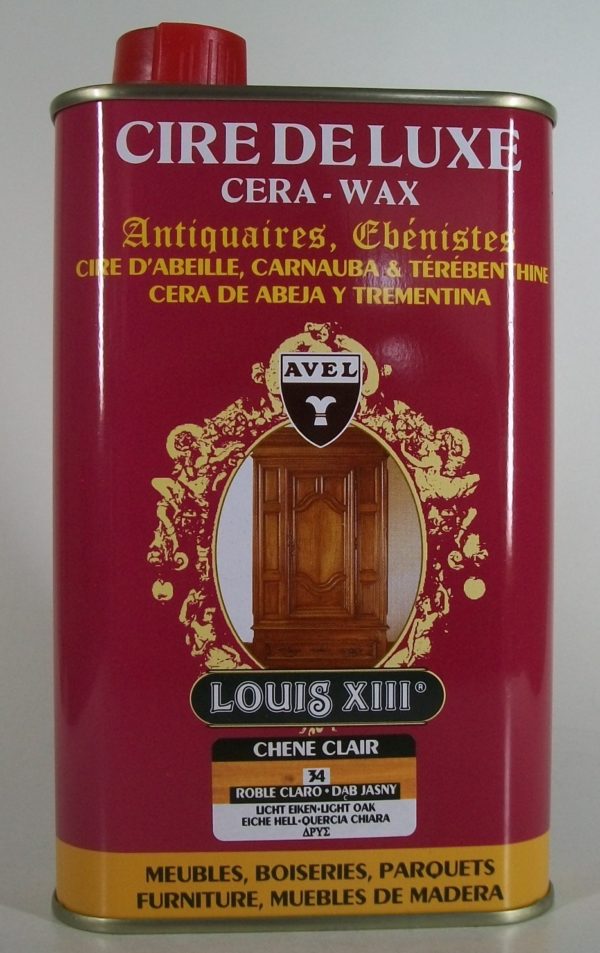 CIRE DE LUXE
CERA - WAX
Antiquaires, Ebénistes
CIRE D'ABEILLE, CARNAUBA & TÉRÉBENTHINE
CERA DE ABEJA Y TREMENTINA
AVEL
LOUIS XIII®
CHENE CLAIR
34
ROBLE CLARO • DĄB JASNY
LICHT EIKEN • LIGHT OAK
EICHE HELL • QUERCIA CHIARA
ΔΡΥΣ
MEUBLES, BOISERIES, PARQUETS
FURNITURE, MUEBLES DE MADERA